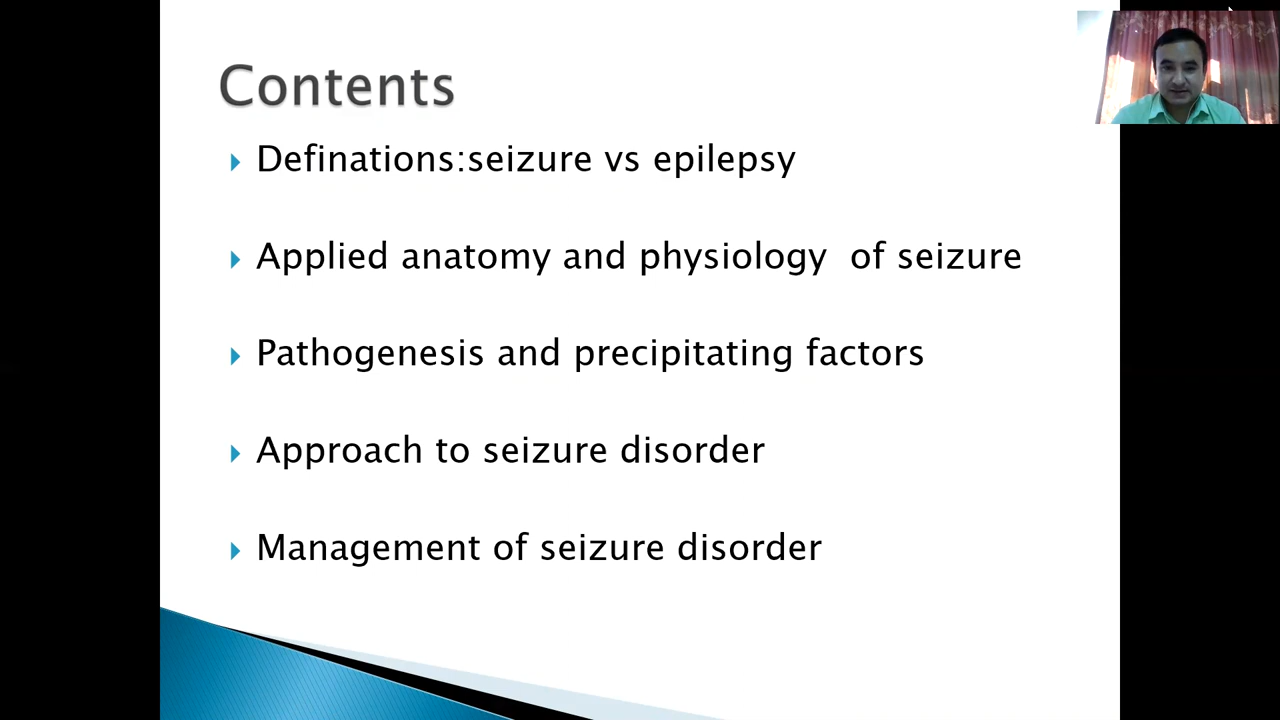 Contents
Definations:seizure vs epilepsy
Applied anatomy and physiology  of seizure
Pathogenesis and precipitating factors
Approach to seizure disorder
Management of seizure disorder